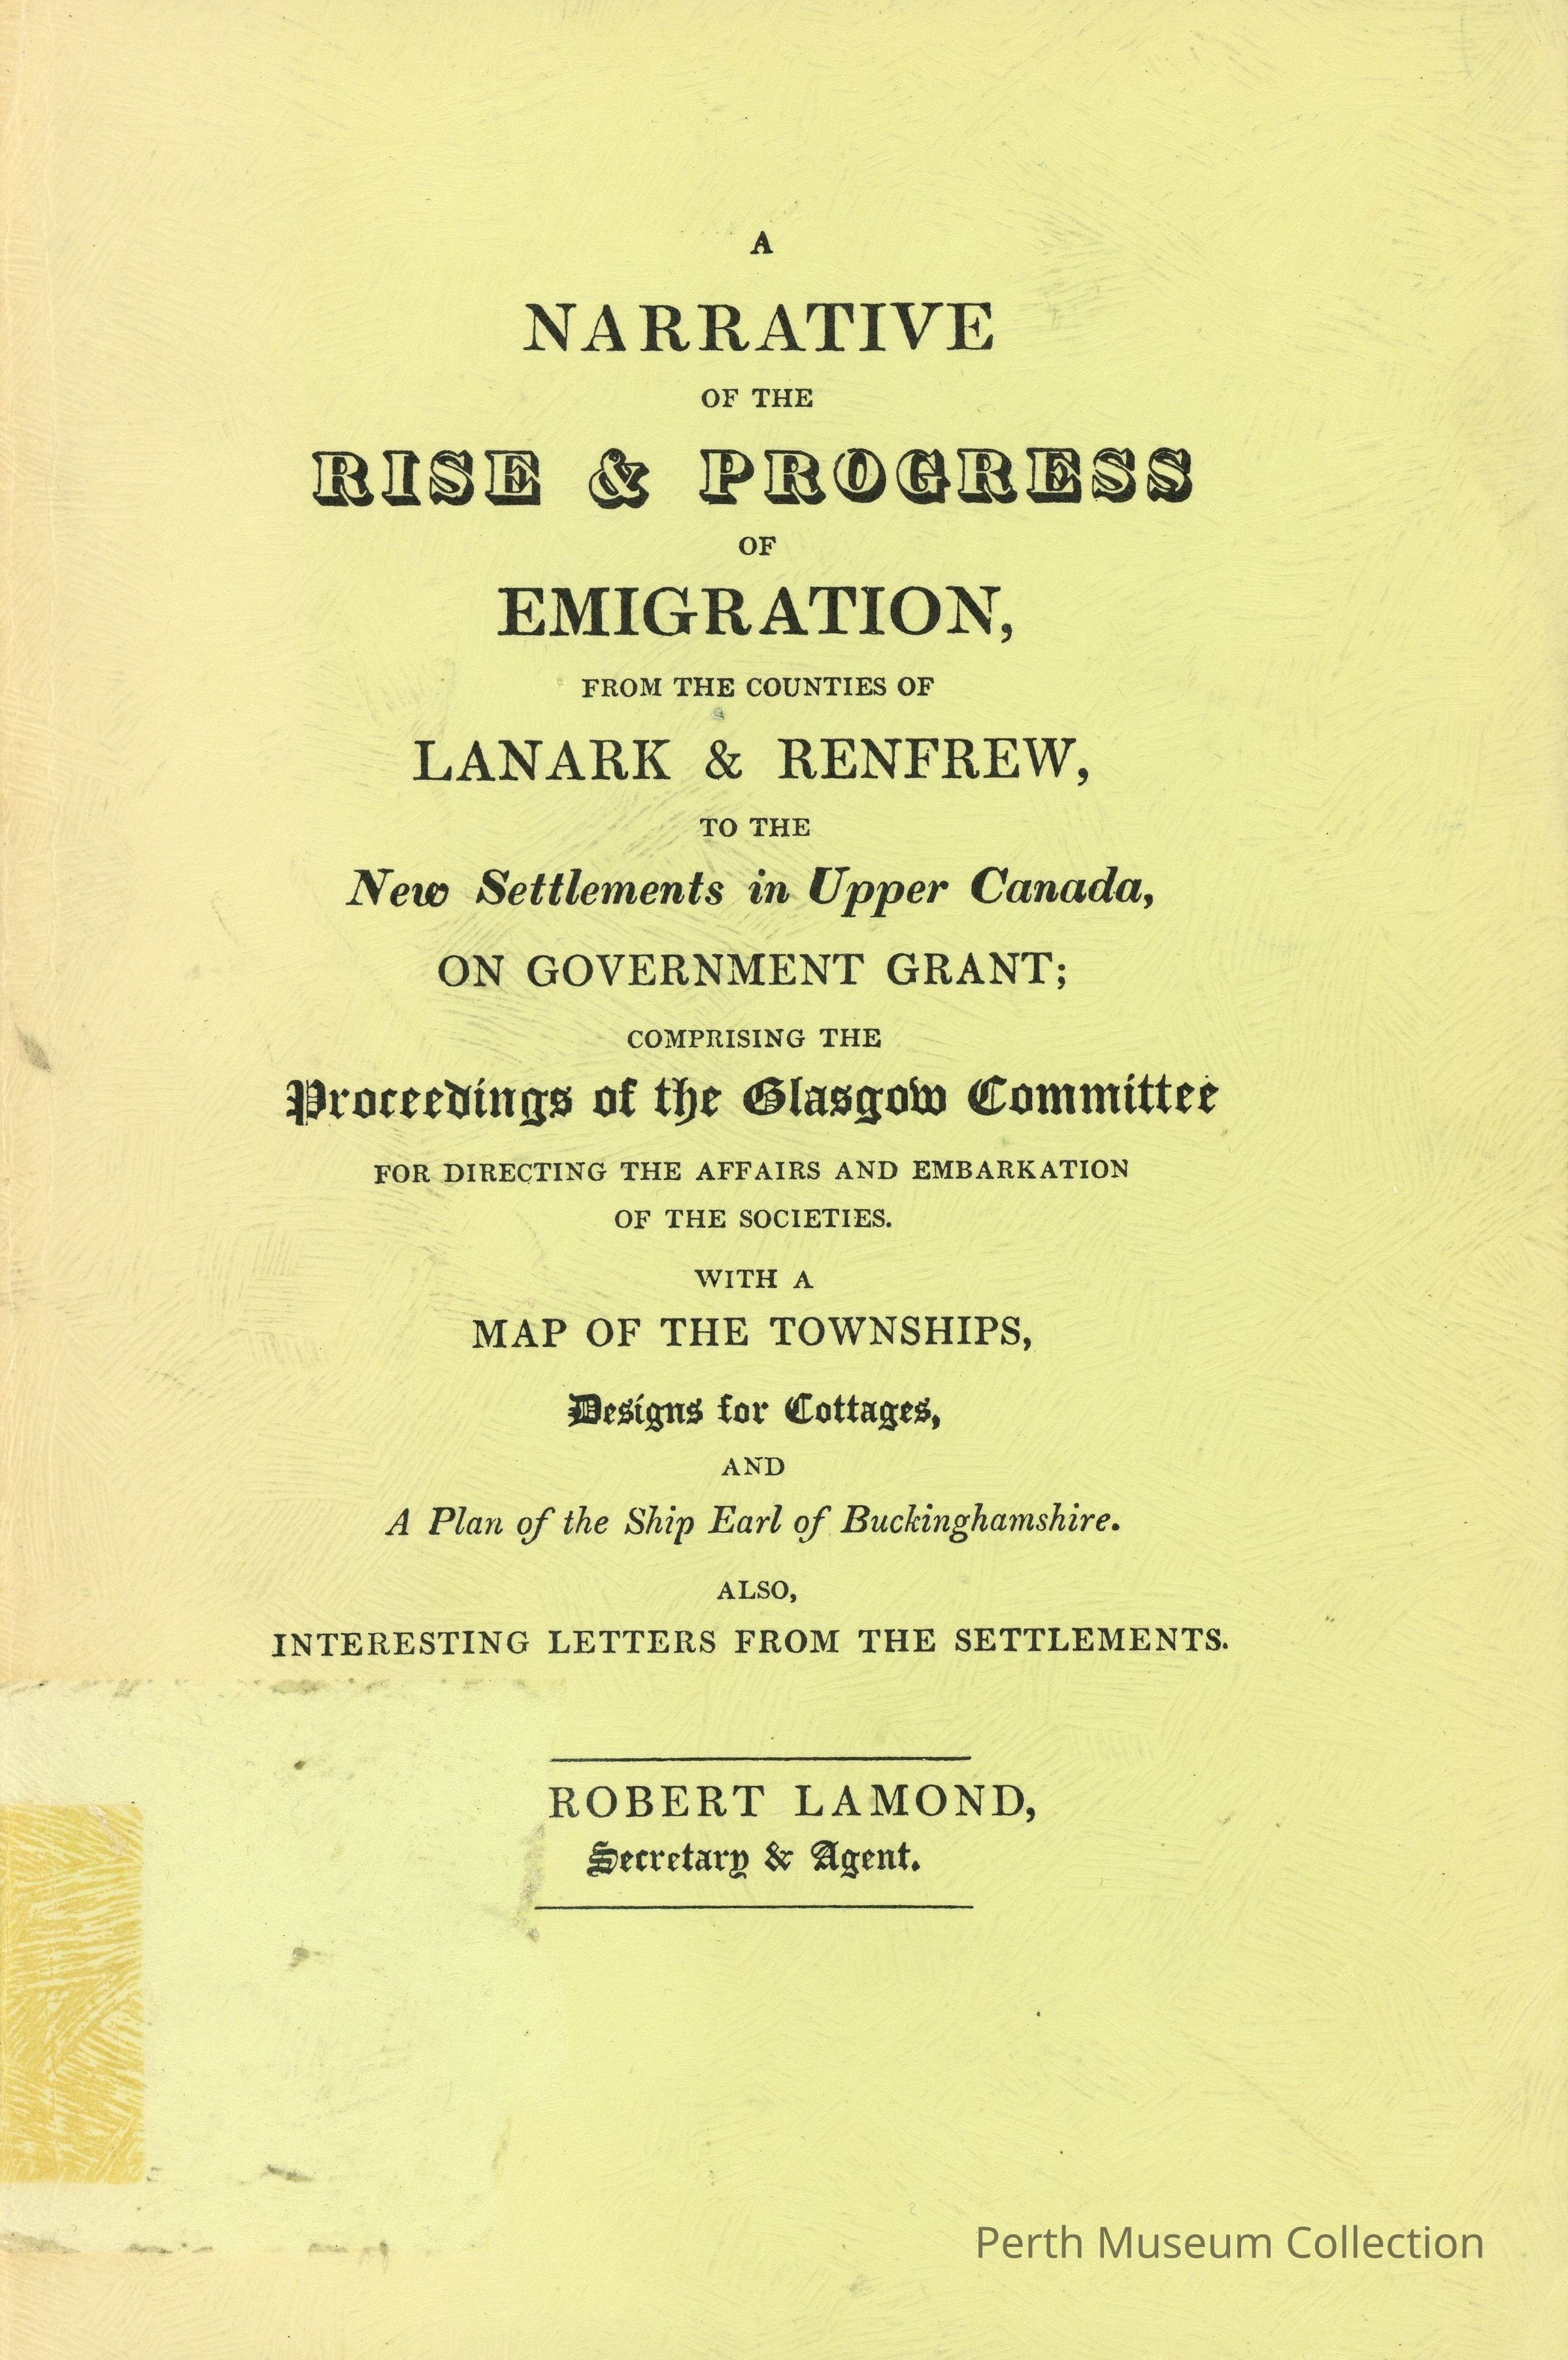 A
NARRATIVE
OF THE
RISE & PROGRESS
OF
EMIGRATION,
FROM THE COUNTIES OF
LANARK & RENFREW,
TO THE
New Settlements in Upper Canada,
ON GOVERNMENT GRANT;
COMPRISING THE
Proceedings of the Glasgow Committee
FOR DIRECTING THE AFFAIRS AND EMBARKATION
OF THE SOCIETIES.
WITH A
MAP OF THE TOWNSHIPS,
Designs for Cottages,
AND
A Plan of the Ship Earl of Buckinghamshire.
ALSO,
INTERESTING LETTERS FROM THE SETTLEMENTS.
ROBERT LAMOND,
Secretary & Agent.
Perth Museum Collection